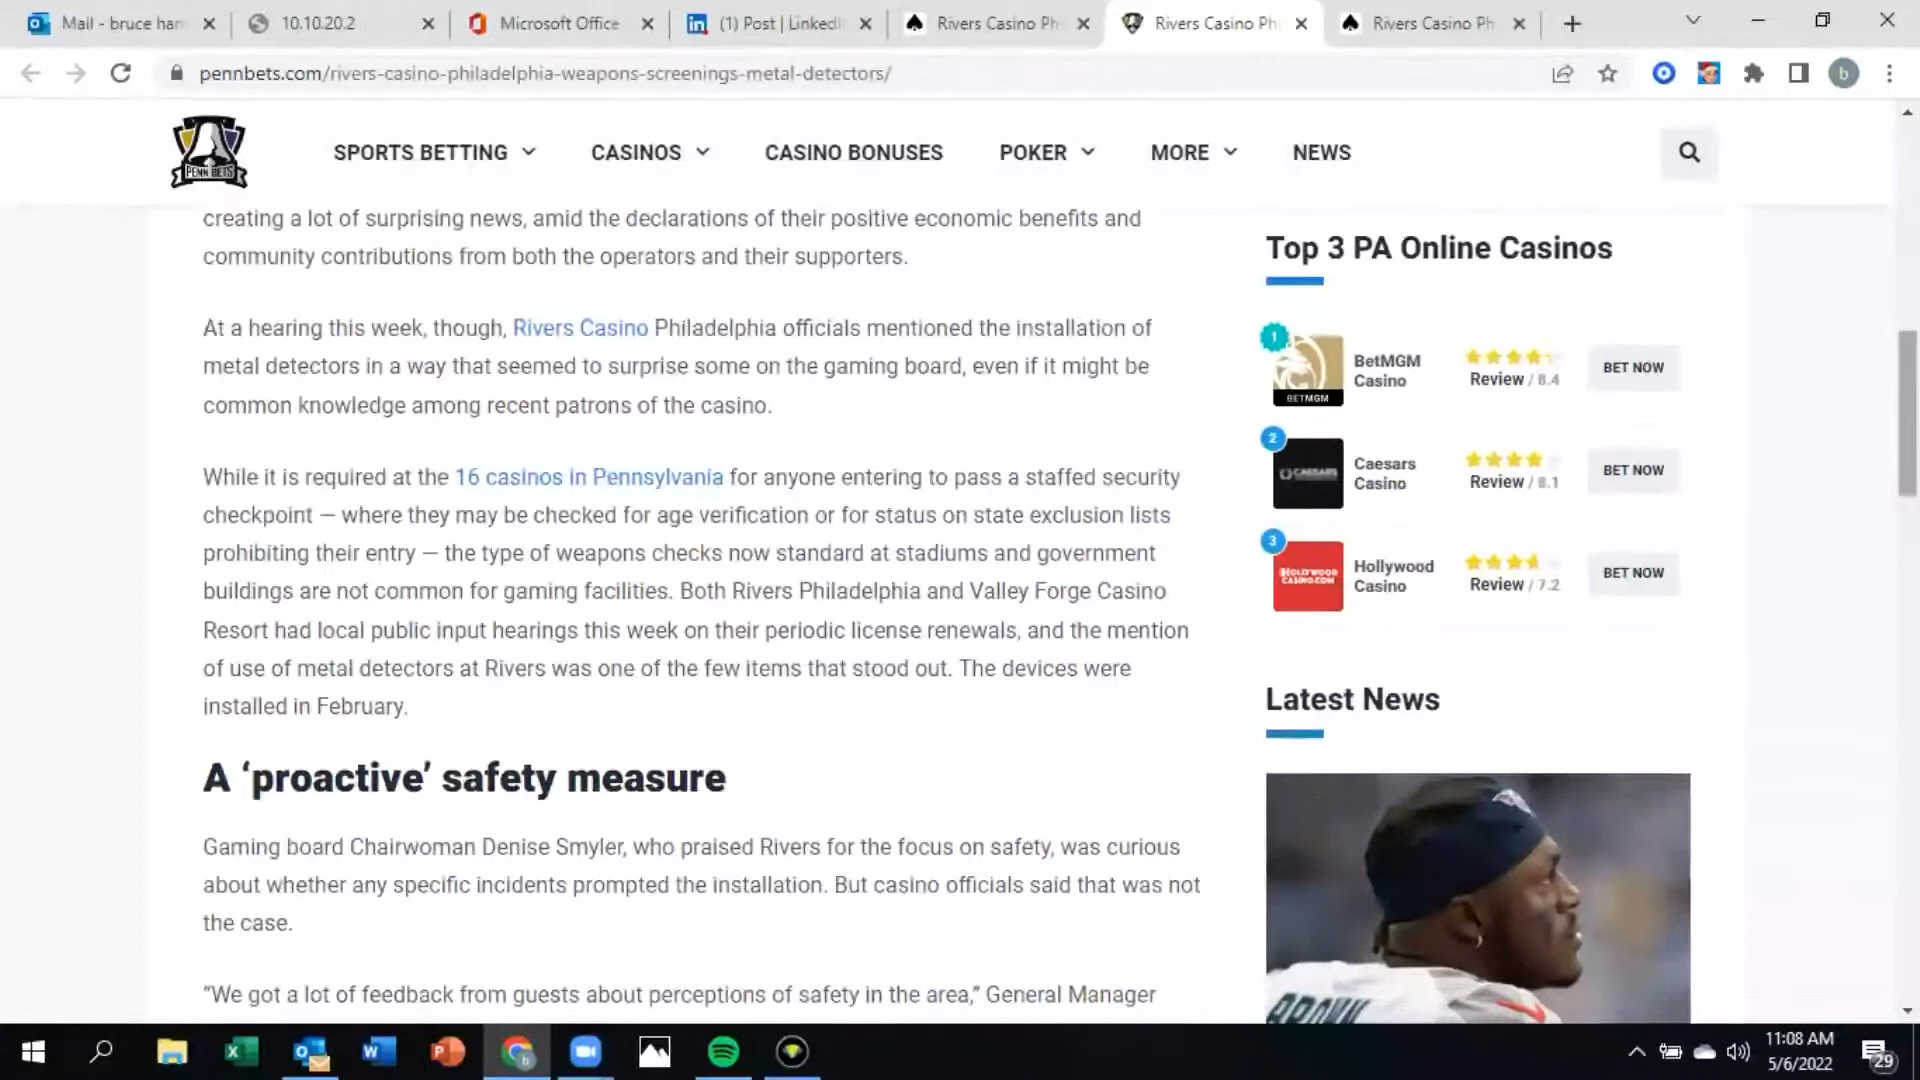 Mail - bruce har
10.10.20.2
Microsoft Office
(1) Post | LinkedI
Rivers Casino Ph
Rivers Casino Ph
Rivers Casino Ph
pennbets.com/rivers-casino-philadelphia-weapons-screenings-metal-detectors/
b
PENN BETS
SPORTS BETTING
CASINOS
CASINO BONUSES
POKER
MORE
NEWS
creating a lot of surprising news, amid the declarations of their positive economic benefits and
community contributions from both the operators and their supporters.
At a hearing this week, though, Rivers Casino Philadelphia officials mentioned the installation of
metal detectors in a way that seemed to surprise some on the gaming board, even if it might be
common knowledge among recent patrons of the casino.
While it is required at the 16 casinos in Pennsylvania for anyone entering to pass a staffed security
checkpoint — where they may be checked for age verification or for status on state exclusion lists
prohibiting their entry — the type of weapons checks now standard at stadiums and government
buildings are not common for gaming facilities. Both Rivers Philadelphia and Valley Forge Casino
Resort had local public input hearings this week on their periodic license renewals, and the mention
of use of metal detectors at Rivers was one of the few items that stood out. The devices were
installed in February.
A ‘proactive’ safety measure
Gaming board Chairwoman Denise Smyler, who praised Rivers for the focus on safety, was curious
about whether any specific incidents prompted the installation. But casino officials said that was not
the case.
“We got a lot of feedback from guests about perceptions of safety in the area,” General Manager
Top 3 PA Online Casinos
1
BETMGM
BetMGM
Casino
Review / 8.4
BET NOW
2
CAESARS
Caesars
Casino
Review / 8.1
BET NOW
3
HOLLYWOOD
CASINO.COM
Hollywood
Casino
Review / 7.2
BET NOW
Latest News
BROWN
11:08 AM
5/6/2022
29